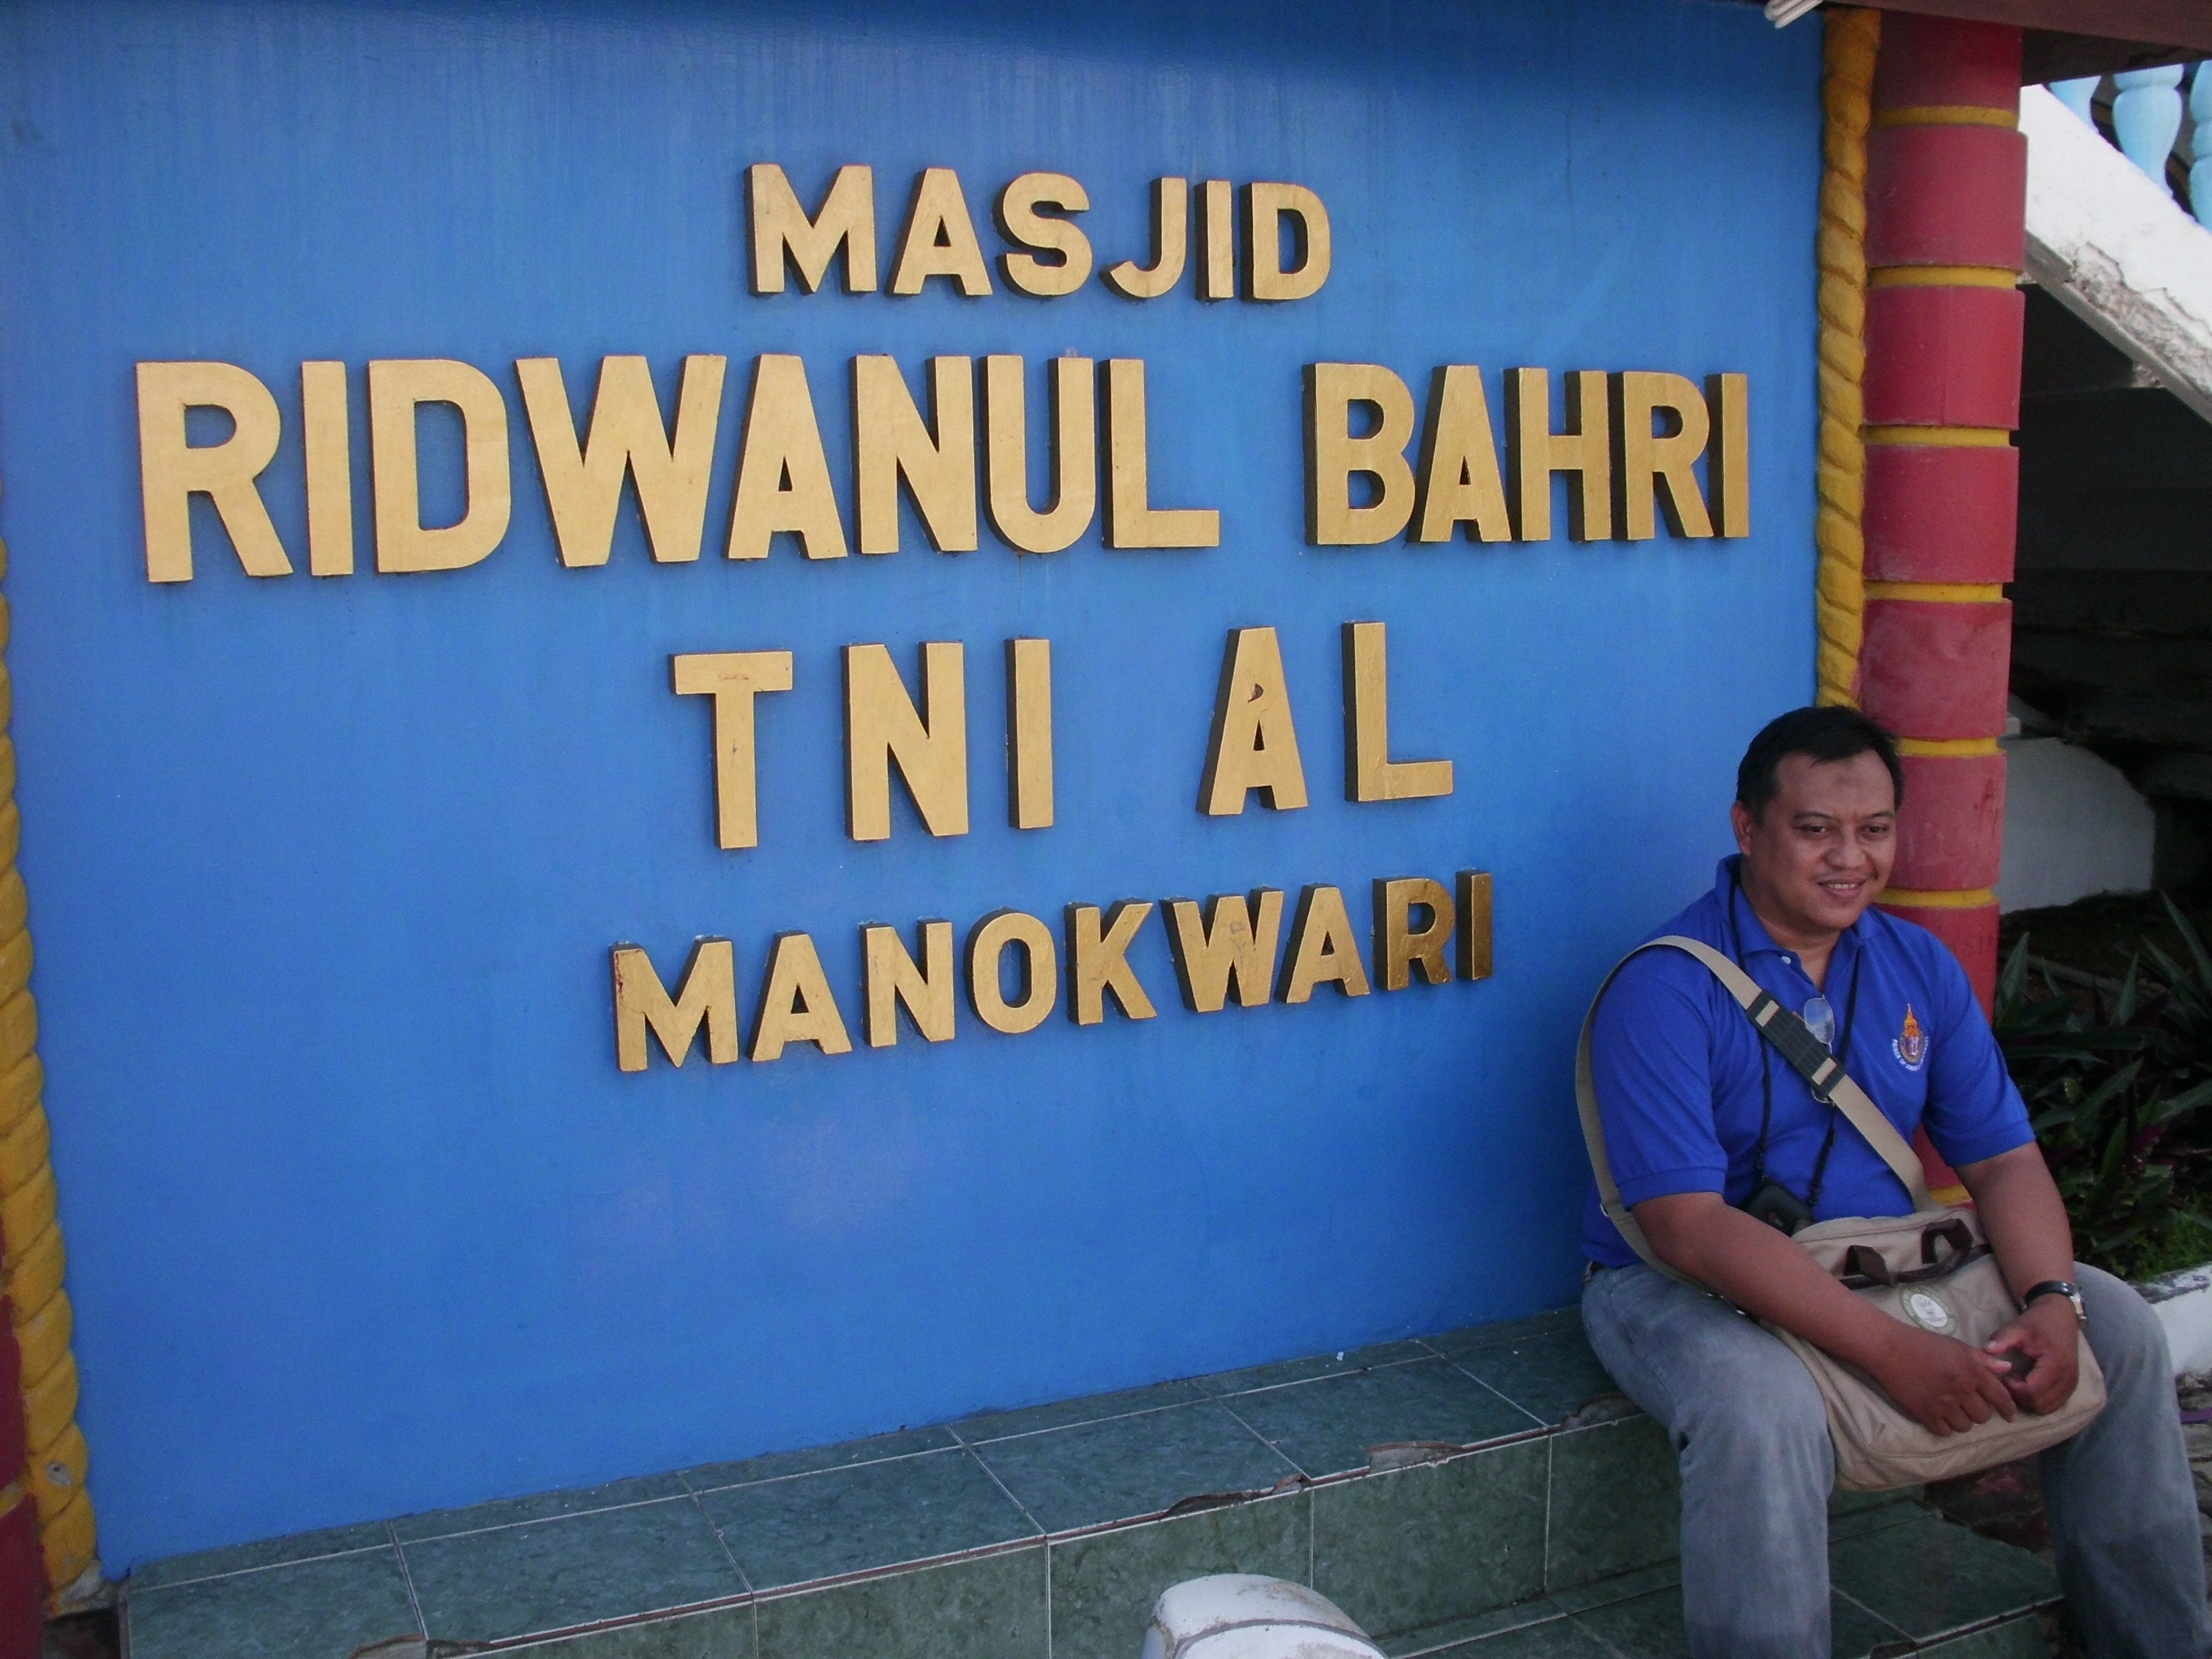 MASJID
RIDWANUL BAHRI
TNI AL
MANOKWARI